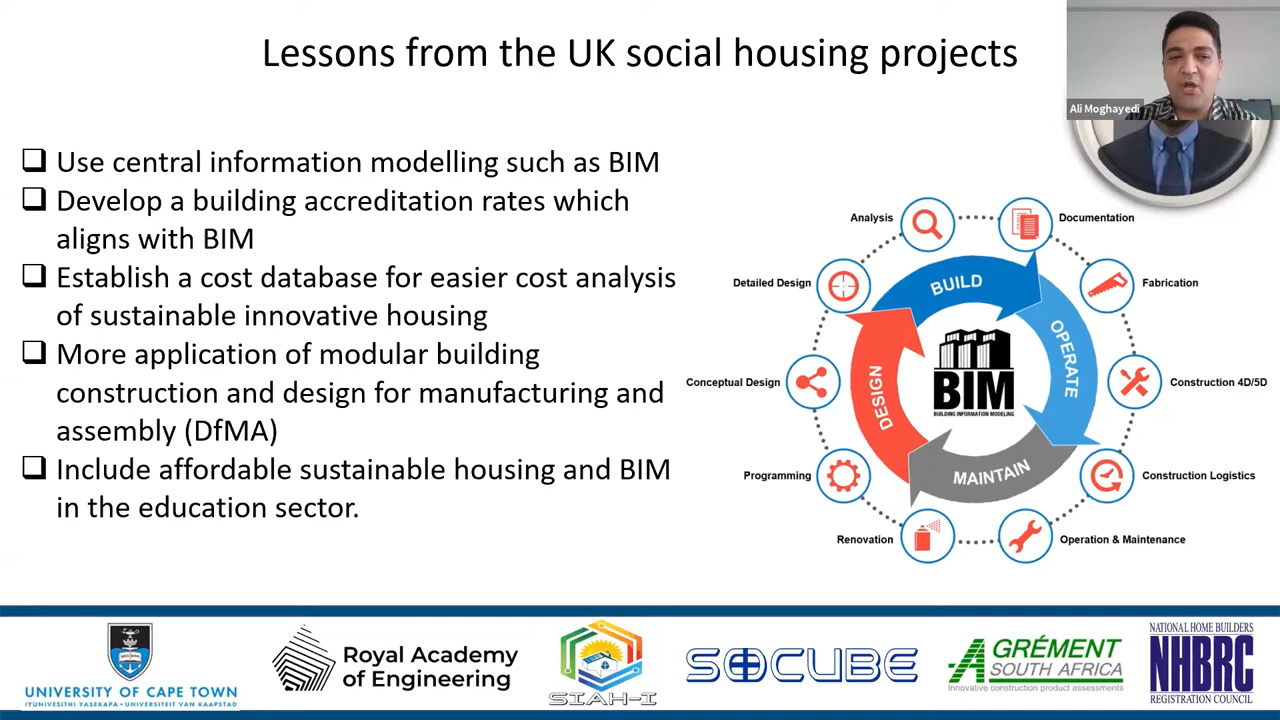 Lessons from the UK social housing projects
Ali Moghayedi
Use central information modelling such as BIM
Develop a building accreditation rates which
aligns with BIM
Establish a cost database for easier cost analysis
of sustainable innovative housing
More application of modular building
construction and design for manufacturing and
assembly (DfMA)
Include affordable sustainable housing and BIM
in the education sector.
Analysis
Documentation
Detailed Design
Fabrication
Conceptual Design
Construction 4D/5D
Programming
Construction Logistics
Renovation
Operation & Maintenance
BUILD
OPERATE
MAINTAIN
DESIGN
BIM
BUILDING INFORMATION MODELING
UNIVERSITY OF CAPE TOWN
IYUNIVESITHI YASEKAPA • UNIVERSITEIT VAN KAAPSTAD
Royal Academy
of Engineering
SIAH-I
SOCUBE
AGRÉMENT
SOUTH AFRICA
Innovative construction product assessments
NATIONAL HOME BUILDERS
NHBRC
REGISTRATION COUNCIL